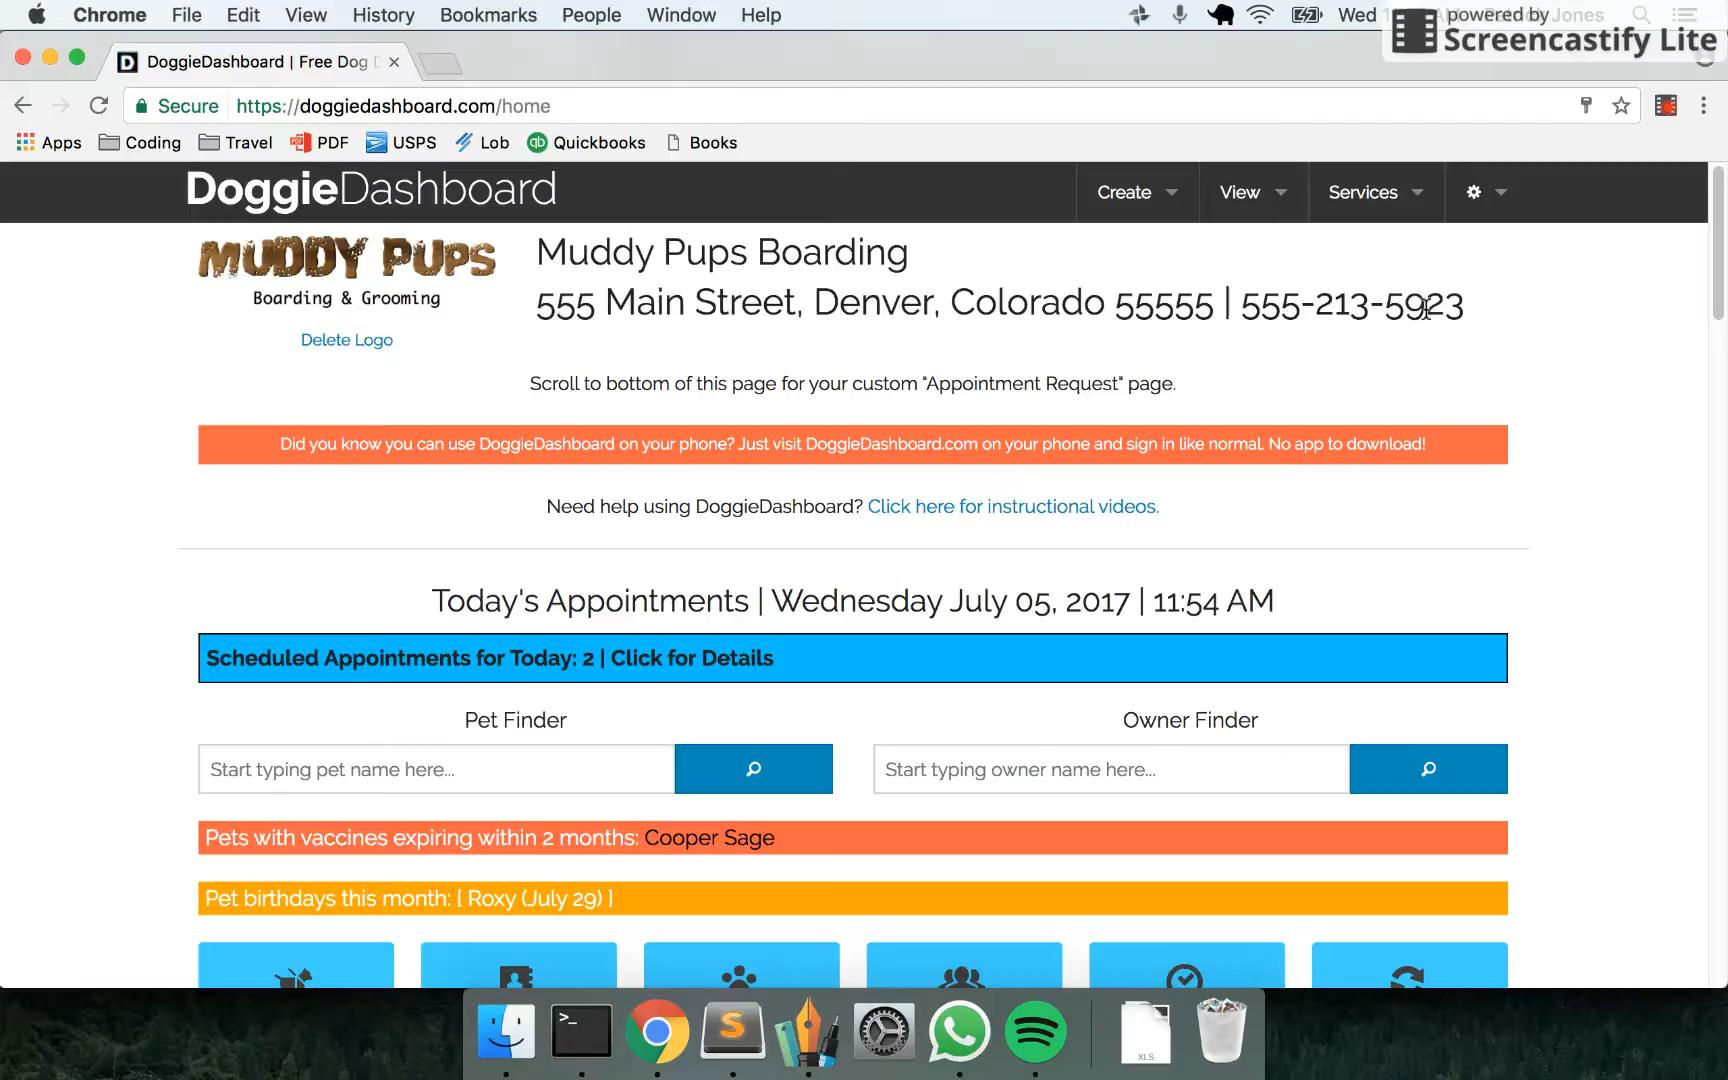 Chrome File Edit View History Bookmarks People Window Help
Wed
Jones
powered by
Screencastify Lite
DoggieDashboard | Free Dog
Secure https://doggiedashboard.com/home
Apps Coding Travel PDF USPS Lob Quickbooks Books
DoggieDashboard
Create View Services
MUDDY PUPS
Boarding & Grooming
Delete Logo
Muddy Pups Boarding
555 Main Street, Denver, Colorado 55555 | 555-213-5923
Scroll to bottom of this page for your custom "Appointment Request" page.
Did you know you can use DoggieDashboard on your phone? Just visit DoggieDashboard.com on your phone and sign in like normal. No app to download!
Need help using DoggieDashboard? Click here for instructional videos.
Today's Appointments | Wednesday July 05, 2017 | 11:54 AM
Scheduled Appointments for Today: 2 | Click for Details
Pet Finder Owner Finder
Start typing pet name here... Start typing owner name here...
Pets with vaccines expiring within 2 months: Cooper Sage
Pet birthdays this month: [ Roxy (July 29) ]
XLS